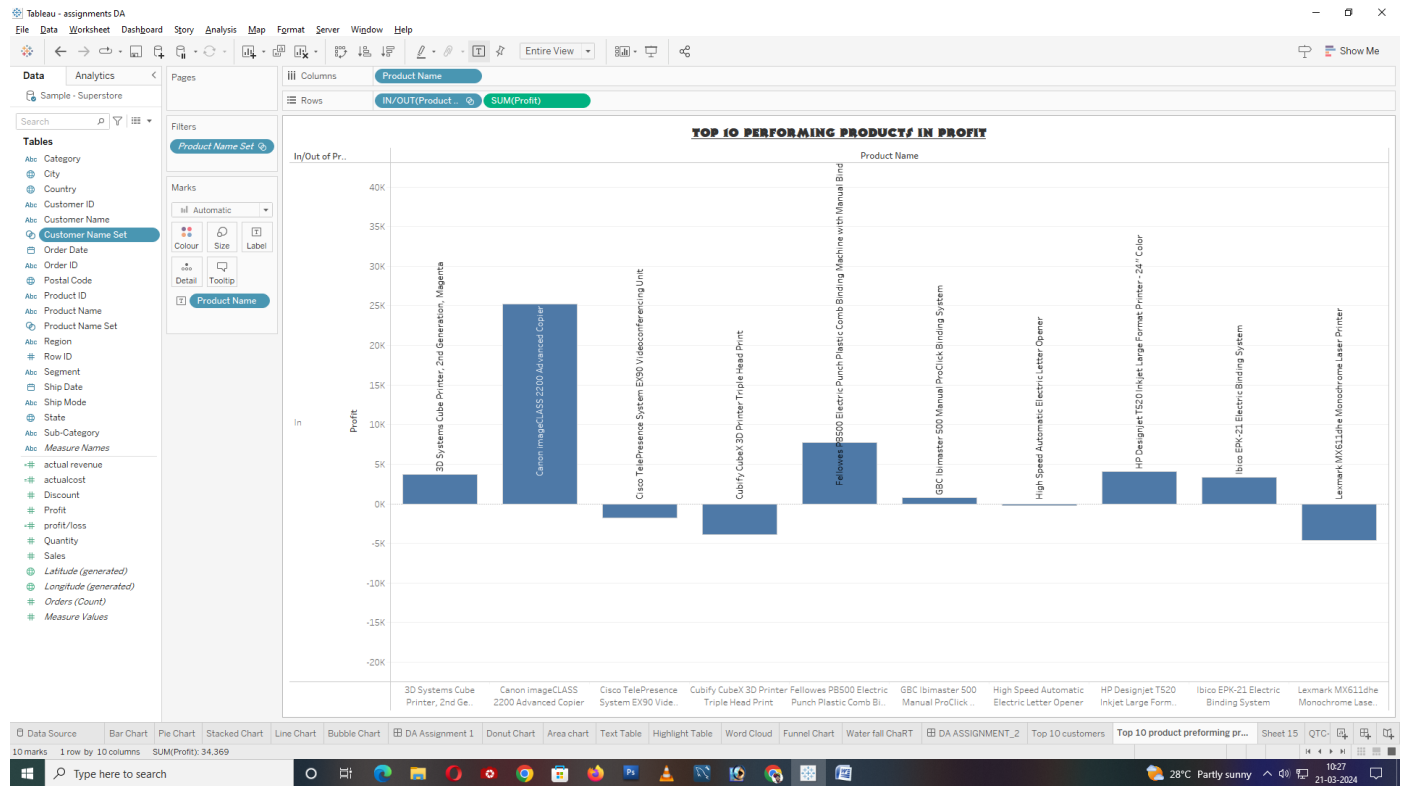 Tableau - assignments DA
File Data Worksheet Dashboard Story Analysis Map Format Server Window Help
Entire View
Show Me
Data Analytics
Sample - Superstore
Search
Tables
Abc Category
City
Country
Abc Customer ID
Abc Customer Name
Customer Name Set
Order Date
Abc Order ID
Postal Code
Abc Product ID
Abc Product Name
Product Name Set
Abc Region
# Row ID
Abc Segment
Ship Date
Abc Ship Mode
State
Abc Sub-Category
Abc Measure Names
=# actual revenue
=# actualcost
# Discount
# Profit
=# profit/loss
# Quantity
# Sales
Latitude (generated)
Longitude (generated)
# Orders (Count)
# Measure Values
Pages
Filters
Product Name Set
Marks
Automatic
Colour Size Label
Detail Tooltip
Product Name
Columns Product Name
Rows IN/OUT(Product .. SUM(Profit)
TOP 10 PERFORMING PRODUCTS IN PROFIT
In/Out of Pr..
Product Name
In
Profit
40K
35K
30K
25K
20K
15K
10K
5K
0K
-5K
-10K
-15K
-20K
3D Systems Cube Printer, 2nd Generation, Magenta
Canon imageCLASS 2200 Advanced Copier
Cisco TelePresence System EX90 Videoconferencing Unit
Cubify CubeX 3D Printer Triple Head Print
Fellowes PB500 Electric Punch Plastic Comb Binding Machine with Manual Bind
GBC Ibimaster 500 Manual ProClick Binding System
High Speed Automatic Electric Letter Opener
HP Designjet T520 Inkjet Large Format Printer - 24" Color
Ibico EPK-21 Electric Binding System
Lexmark MX611dhe Monochrome Laser Printer
3D Systems Cube Canon imageCLASS Cisco TelePresence Cubify CubeX 3D Printer Fellowes PB500 Electric GBC Ibimaster 500 High Speed Automatic HP Designjet T520 Ibico EPK-21 Electric Lexmark MX611dhe
Printer, 2nd Ge.. 2200 Advanced Copier System EX90 Vide.. Triple Head Print Punch Plastic Comb Bi.. Manual ProClick .. Electric Letter Opener Inkjet Large Form.. Binding System Monochrome Lase..
Data Source Bar Chart Pie Chart Stacked Chart Line Chart Bubble Chart DA Assignment 1 Donut Chart Area chart Text Table Highlight Table Word Cloud Funnel Chart Water fall ChaRT DA ASSIGNMENT_2 Top 10 customers Top 10 product preforming pr... Sheet 15 QTC-
10 marks 1 row by 10 columns SUM(Profit): 34,369
Type here to search
Ps
28°C Partly sunny
10:27
21-03-2024